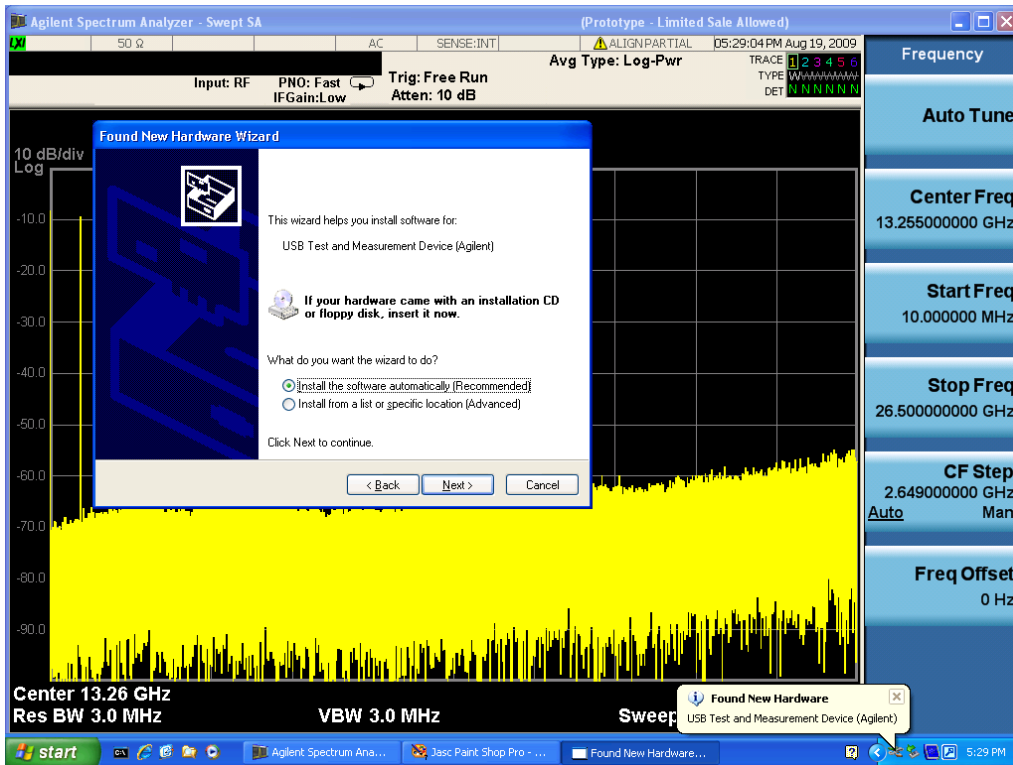 Agilent Spectrum Analyzer - Swept SA (Prototype - Limited Sale Allowed)
LXI 50 Ω AC SENSE:INT ALIGN PARTIAL 05:29:04 PM Aug 19, 2009
Input: RF PNO: Fast IFGain:Low
Trig: Free Run
Atten: 10 dB
Avg Type: Log-Pwr
TRACE 1 2 3 4 5 6
TYPE WWWWWWW
DET N N N N N N
10 dB/div
Log
-10.0
-20.0
-30.0
-40.0
-50.0
-60.0
-70.0
-80.0
-90.0
Found New Hardware Wizard
This wizard helps you install software for:
USB Test and Measurement Device (Agilent)
If your hardware came with an installation CD
or floppy disk, insert it now.
What do you want the wizard to do?
Install the software automatically (Recommended)
Install from a list or specific location (Advanced)
Click Next to continue.
< Back Next > Cancel
Center 13.26 GHz
Res BW 3.0 MHz VBW 3.0 MHz Sweep
Frequency
Auto Tune
Center Freq
13.255000000 GHz
Start Freq
10.000000 MHz
Stop Freq
26.500000000 GHz
CF Step
2.649000000 GHz
Auto Man
Freq Offset
0 Hz
Found New Hardware
USB Test and Measurement Device (Agilent)
start Agilent Spectrum Ana... Jasc Paint Shop Pro - ... Found New Hardware... 5:29 PM